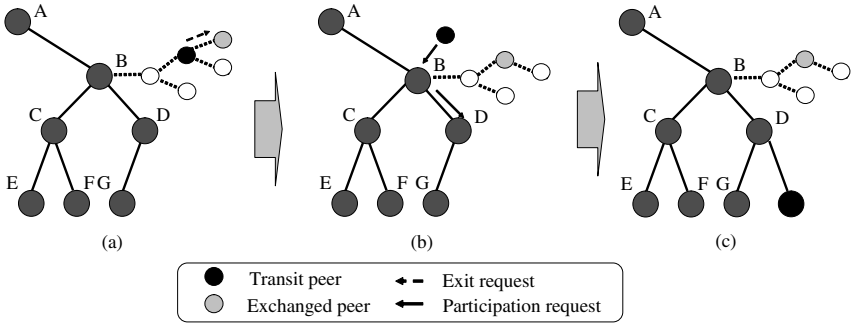 A
B
C
D
E
F G
(a)
A
B
C
D
E
F G
(b)
A
B
C
D
E
F G
(c)
Transit peer
Exit request
Exchanged peer
Participation request